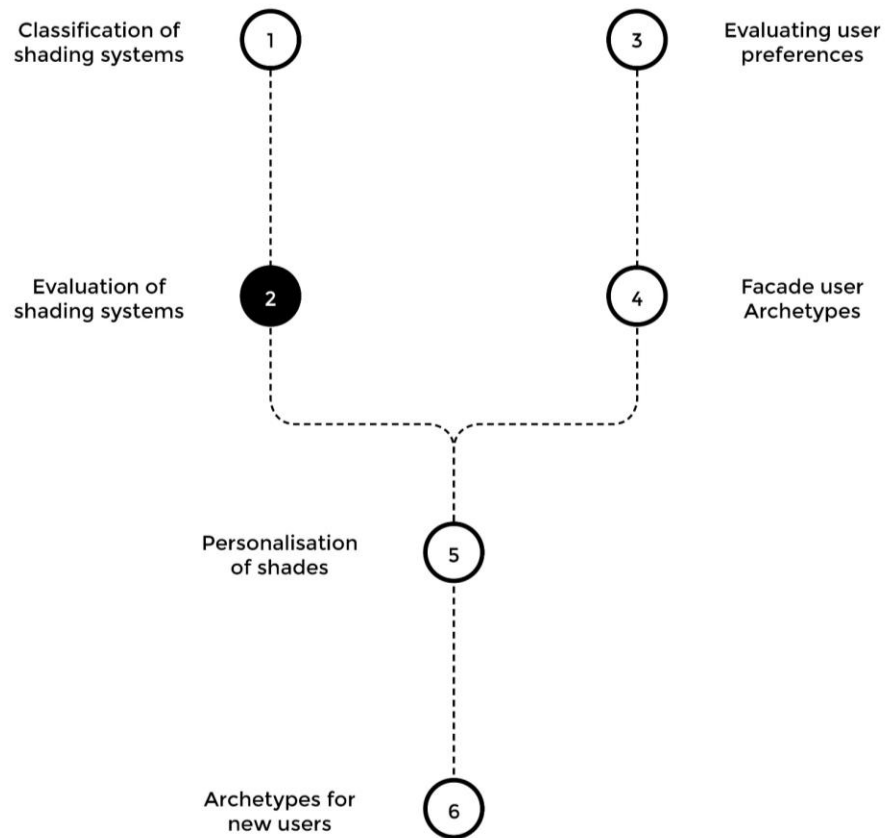 Classification of
shading systems
1
3
Evaluating user
preferences
Evaluation of
shading systems
2
4
Facade user
Archetypes
Personalisation
of shades
5
Archetypes for
new users
6